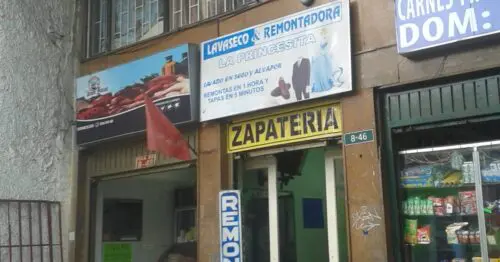 LAVASECO & REMONTADORA
LA PRINCESITA
LAVADO EN SECO Y AL VAPOR
REMONTAS EN 1 HORA Y
TAPAS EN 5 MINUTOS
ZAPATERIA
8-46
REMON
CARNES
DOM: